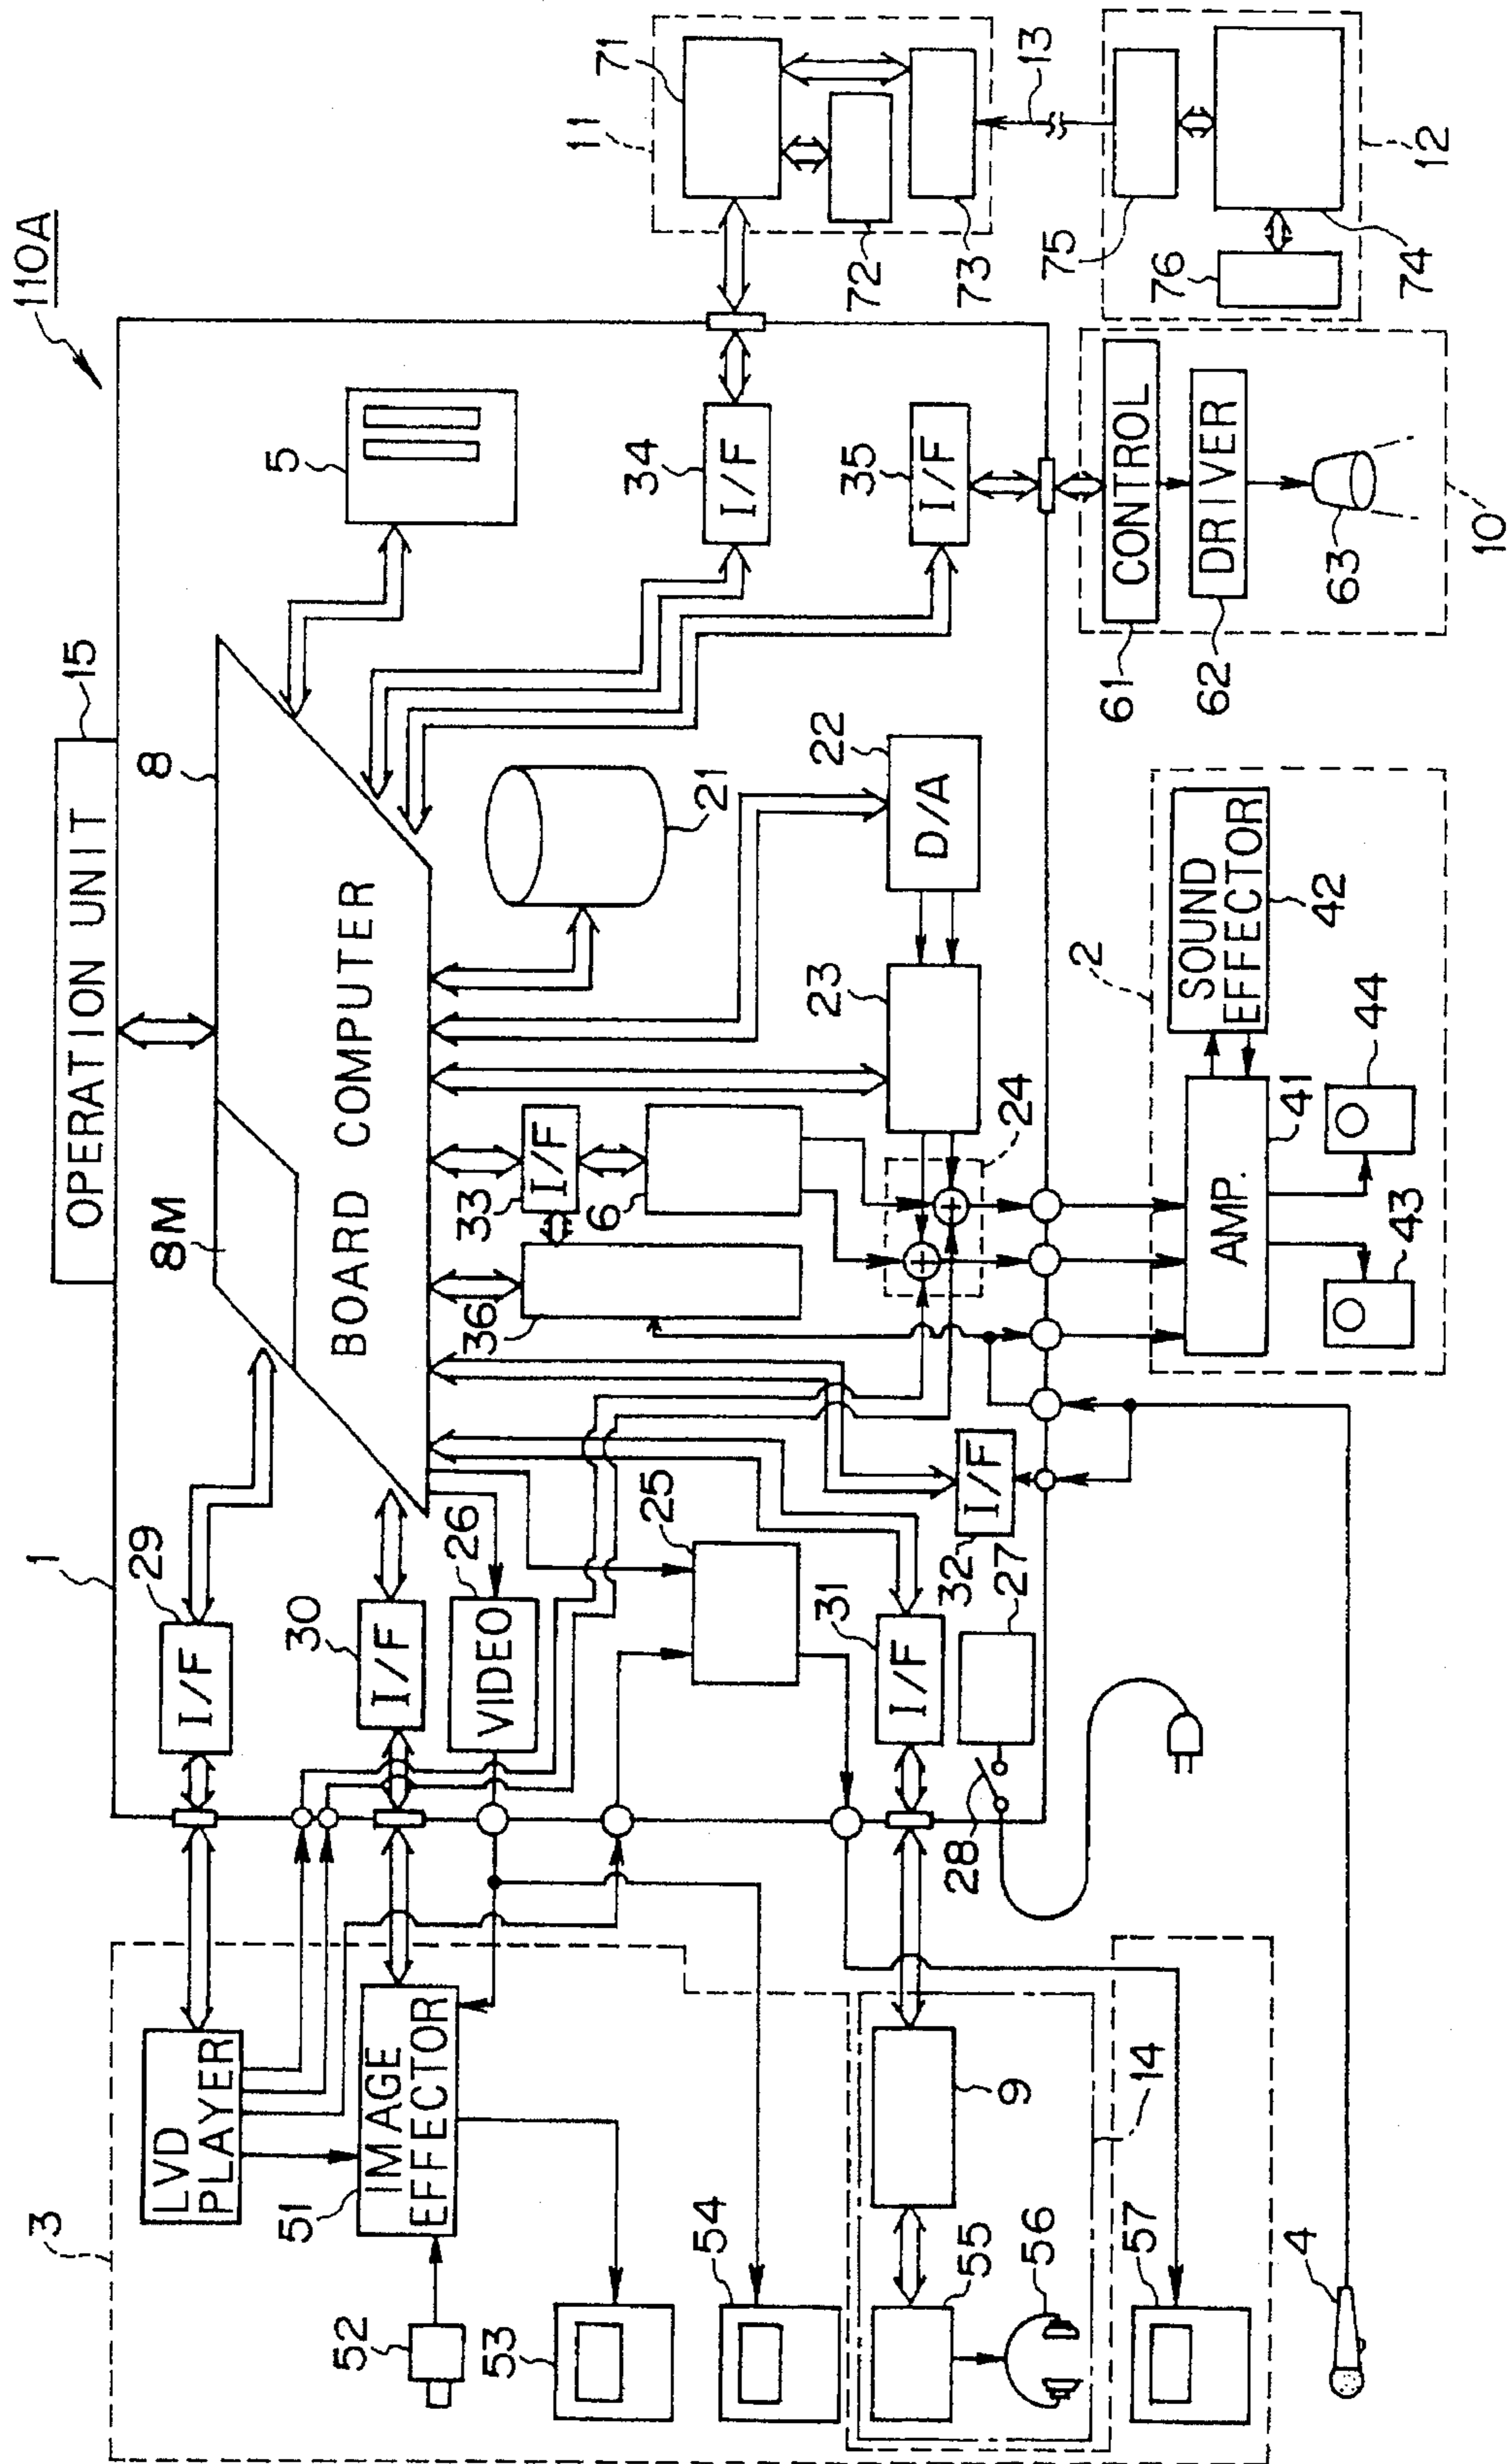 110A
OPERATION UNIT
15
1
8M
8
BOARD COMPUTER
5
29
I/F
30
I/F
26
VIDEO
25
31
I/F
32
I/F
27
28
36
33
I/F
6
24
23
22
D/A
21
34
I/F
35
I/F
3
LVD
PLAYER
51
IMAGE
EFFECTOR
52
53
54
9
14
55
56
57
4
2
AMP.
41
SOUND
EFFECTOR
42
43
44
61
CONTROL
62
DRIVER
63
10
11
71
72
73
13
75
76
74
12